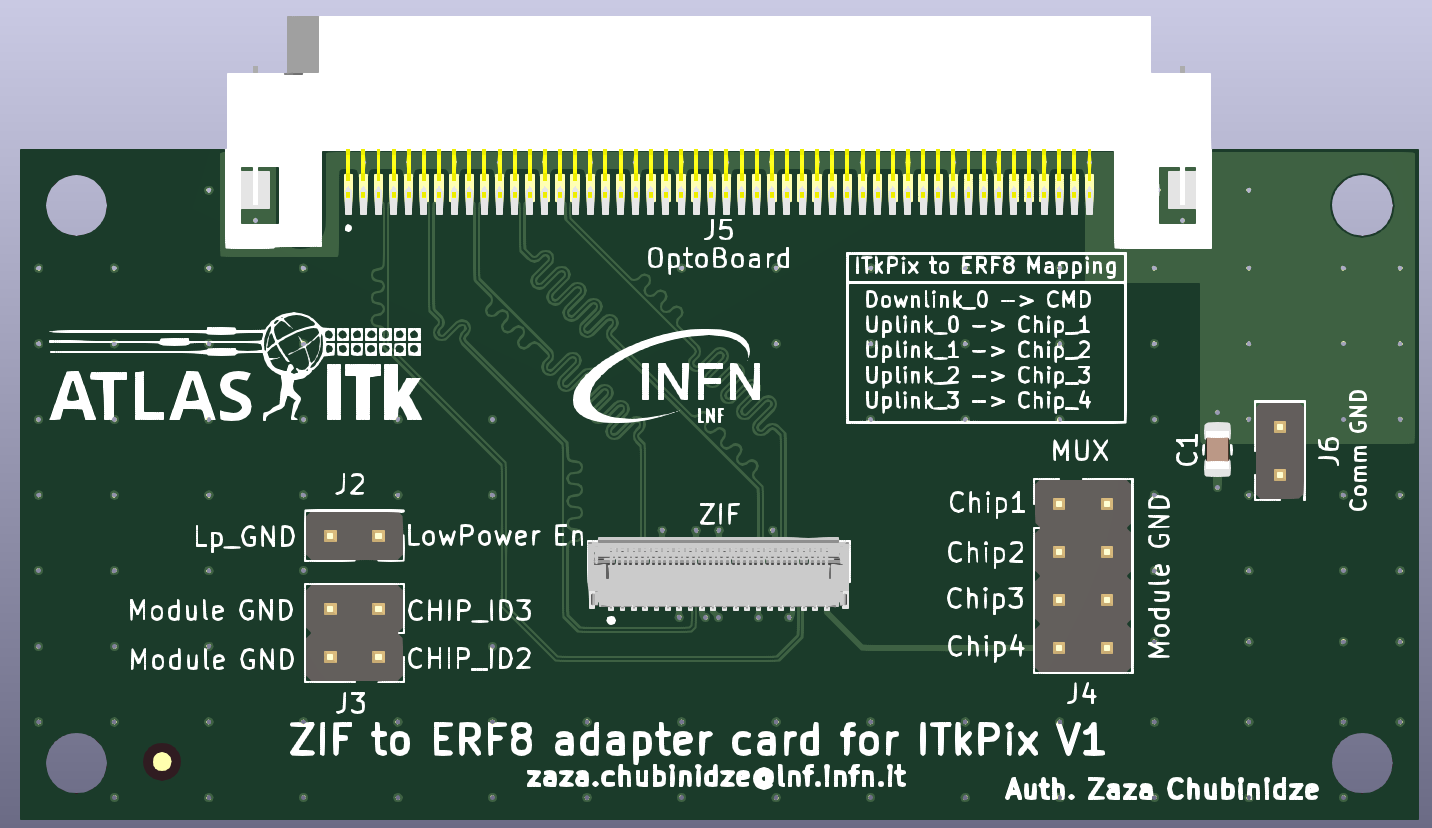 J5
OptoBoard
ITkPix to ERF8 Mapping
Downlink_0 -> CMD
Uplink_0 -> Chip_1
Uplink_1 -> Chip_2
Uplink_2 -> Chip_3
Uplink_3 -> Chip_4
ATLAS ITk
INFN
LNF
C1
J6
Comm GND
MUX
J2
Lp_GND
LowPower En
ZIF
Chip1
Chip2
Chip3
Chip4
Module GND
Module GND
CHIP_ID3
Module GND
CHIP_ID2
J3
J4
ZIF to ERF8 adapter card for ITkPix V1
zaza.chubinidze@lnf.infn.it
Auth. Zaza Chubinidze